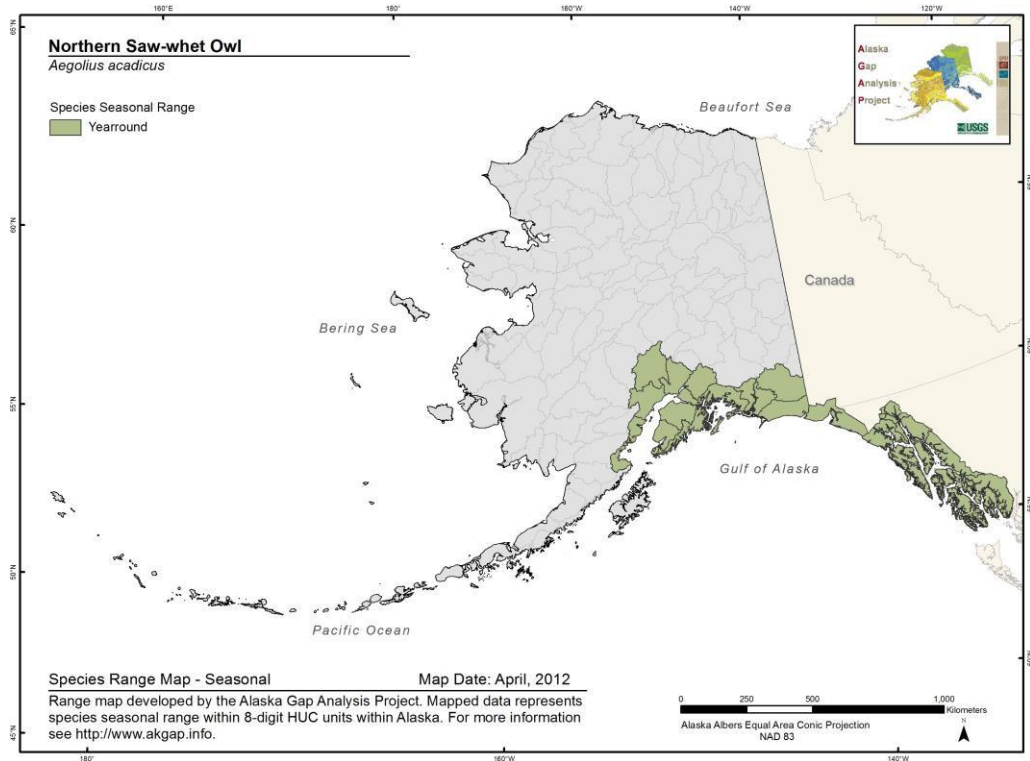 160°E
180°
160°W
140°W
120°W
65°N
60°N
55°N
50°N
45°N
Northern Saw-whet Owl
Aegolius acadicus
Species Seasonal Range
Yearround
Beaufort Sea
Alaska
Gap
Analysis
Project
USGS
65°N
60°N
55°N
50°N
Canada
Bering Sea
Gulf of Alaska
Pacific Ocean
Species Range Map - Seasonal Map Date: April, 2012
Range map developed by the Alaska Gap Analysis Project. Mapped data represents
species seasonal range within 8-digit HUC units within Alaska. For more information
see http://www.akgap.info.
0 250 500 1,000
Kilometers
Alaska Albers Equal Area Conic Projection
NAD 83
N
180°
160°W
140°W